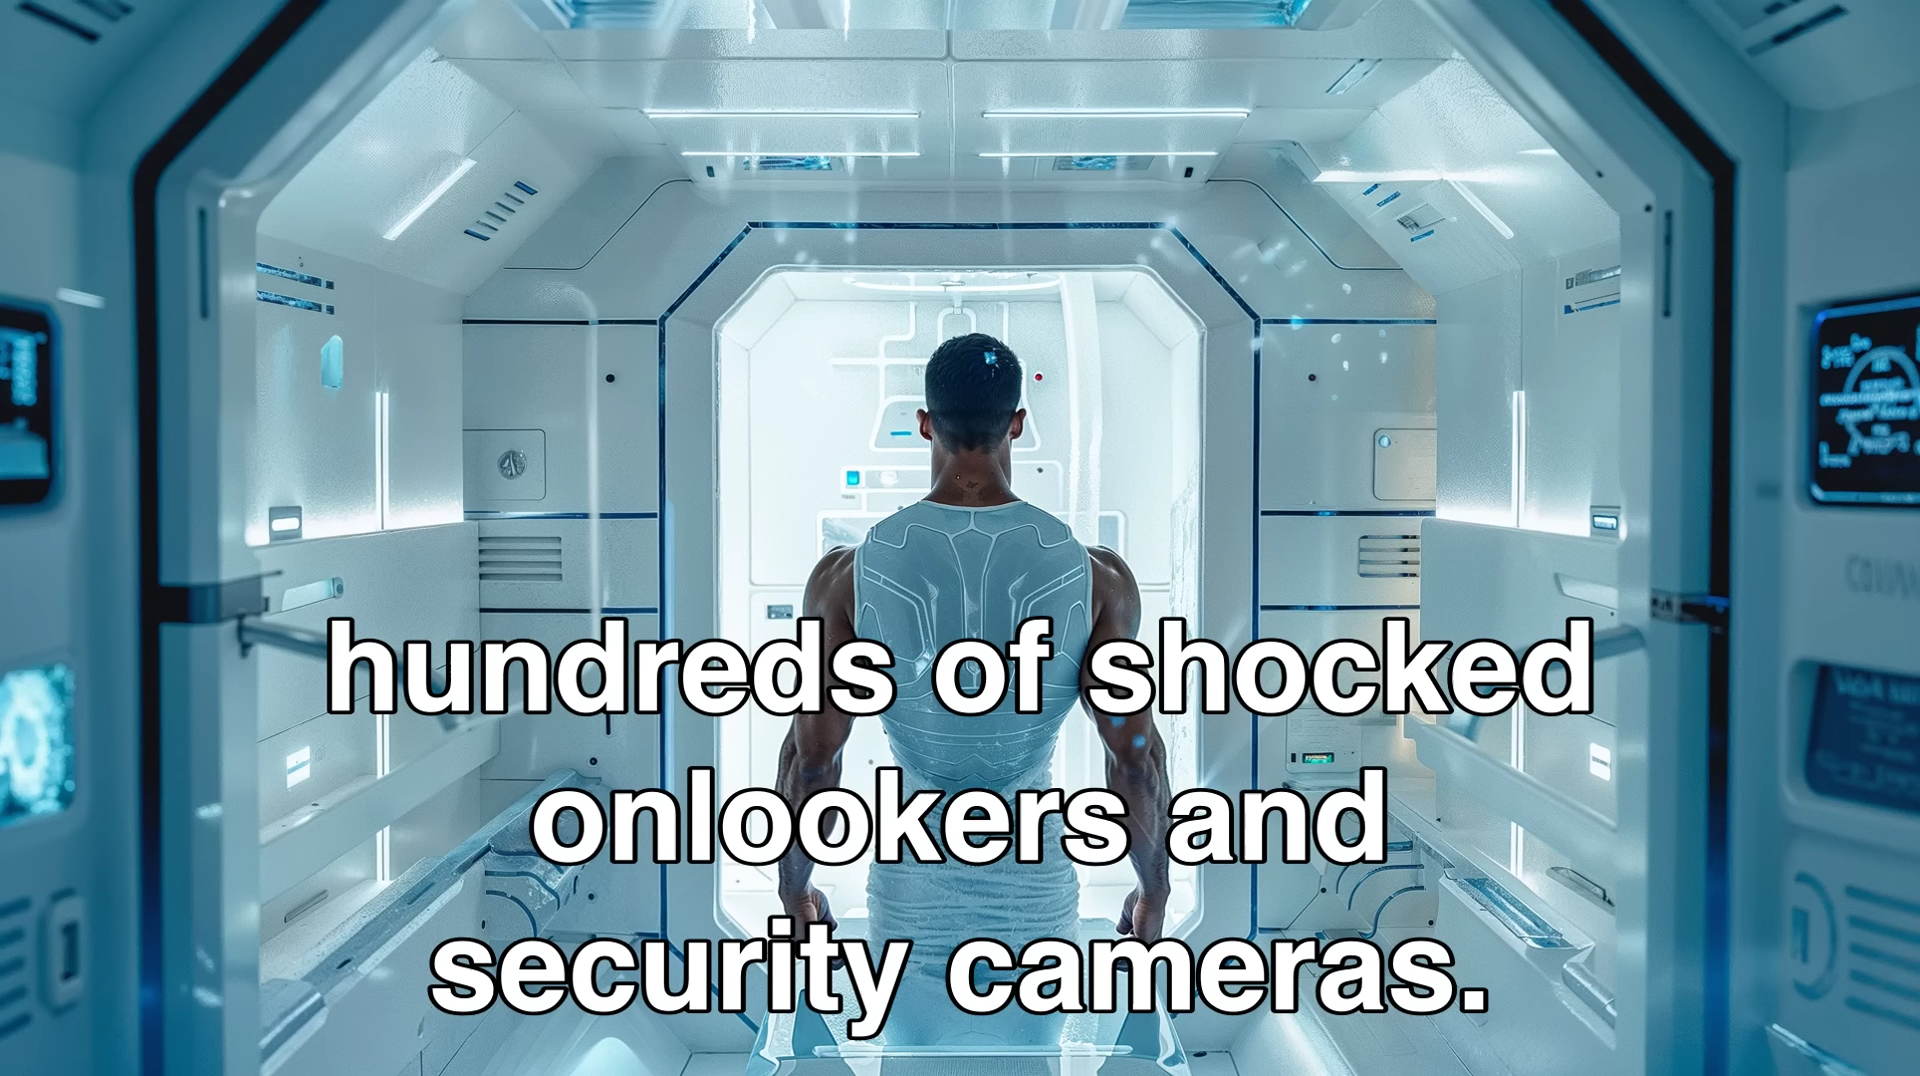 hundreds of shocked
onlookers and
security cameras.